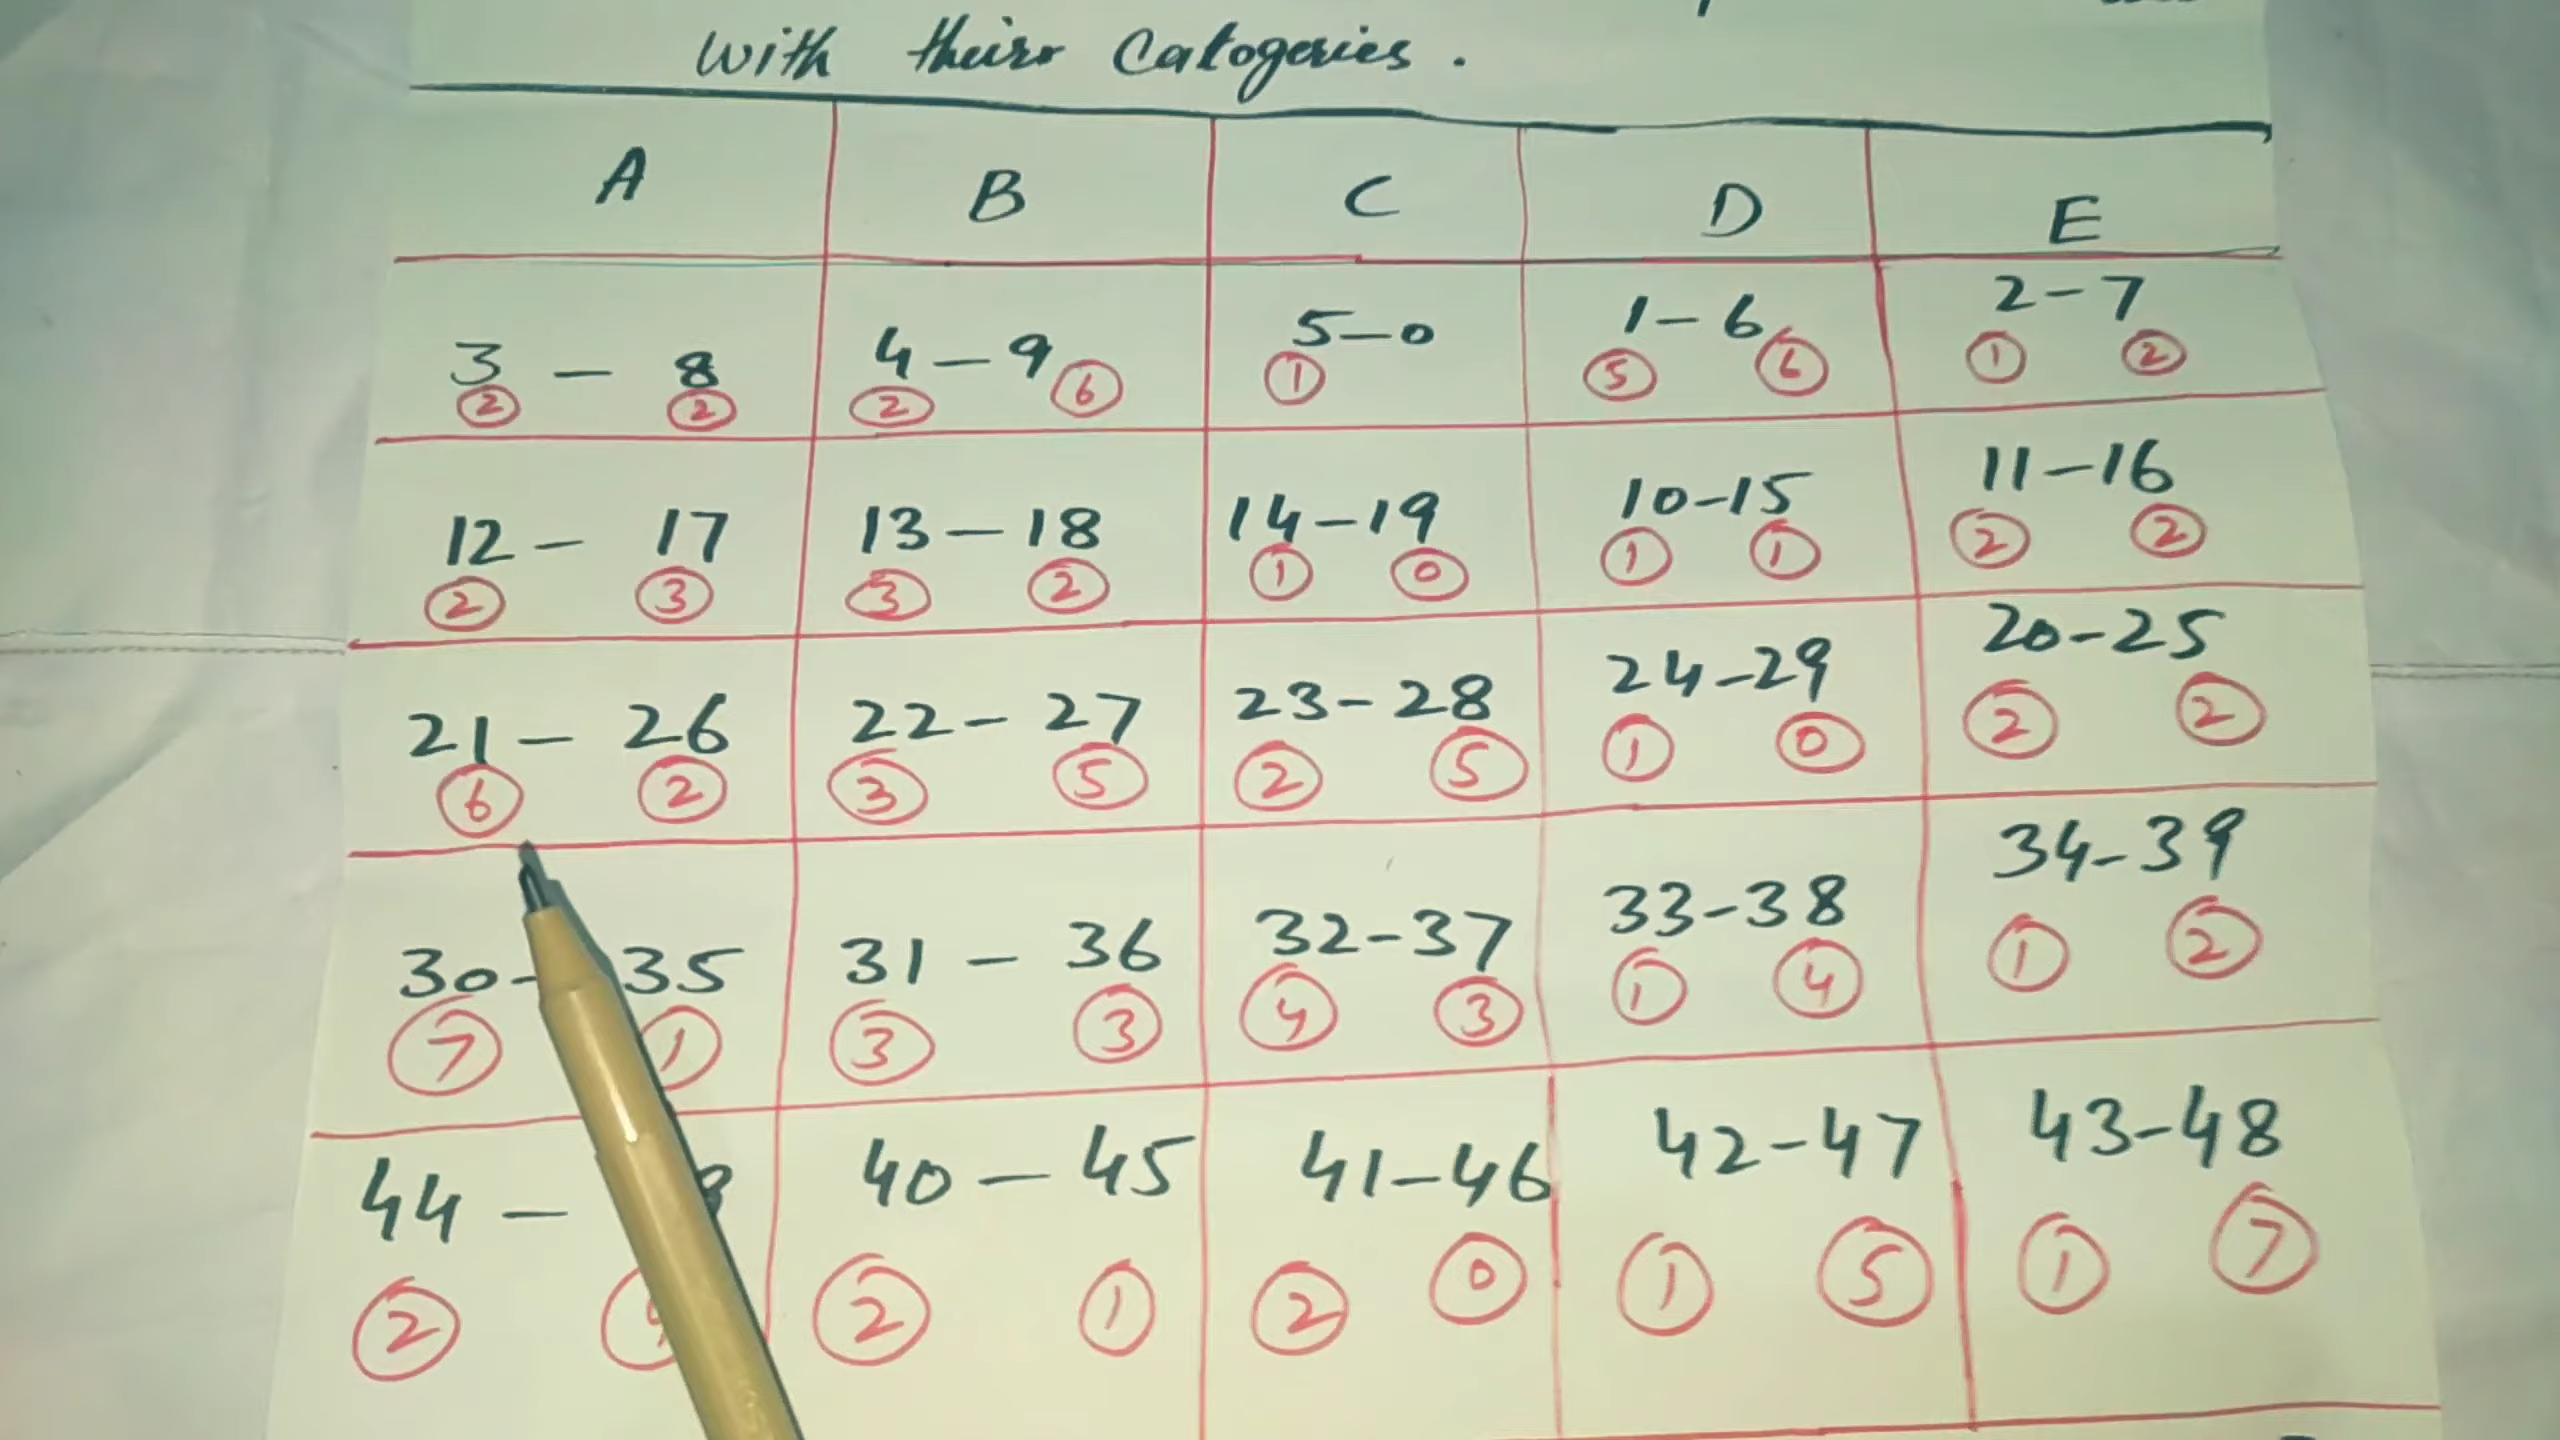 with their Catogeries.
A B C D E
3 - 8 4 - 9 5 - 0 1 - 6 2 - 7
2 2 2 6 1 5 6 1 2
12 - 17 13 - 18 14 - 19 10 - 15 11 - 16
2 3 3 2 1 0 1 1 2 2
21 - 26 22 - 27 23 - 28 24 - 29 20 - 25
6 2 3 5 2 5 1 0 2 2
30 - 35 31 - 36 32 - 37 33 - 38 34 - 39
7 1 3 3 4 3 1 4 1 2
44 - 40 - 45 41 - 46 42 - 47 43 - 48
2 2 1 2 0 1 5 1 7